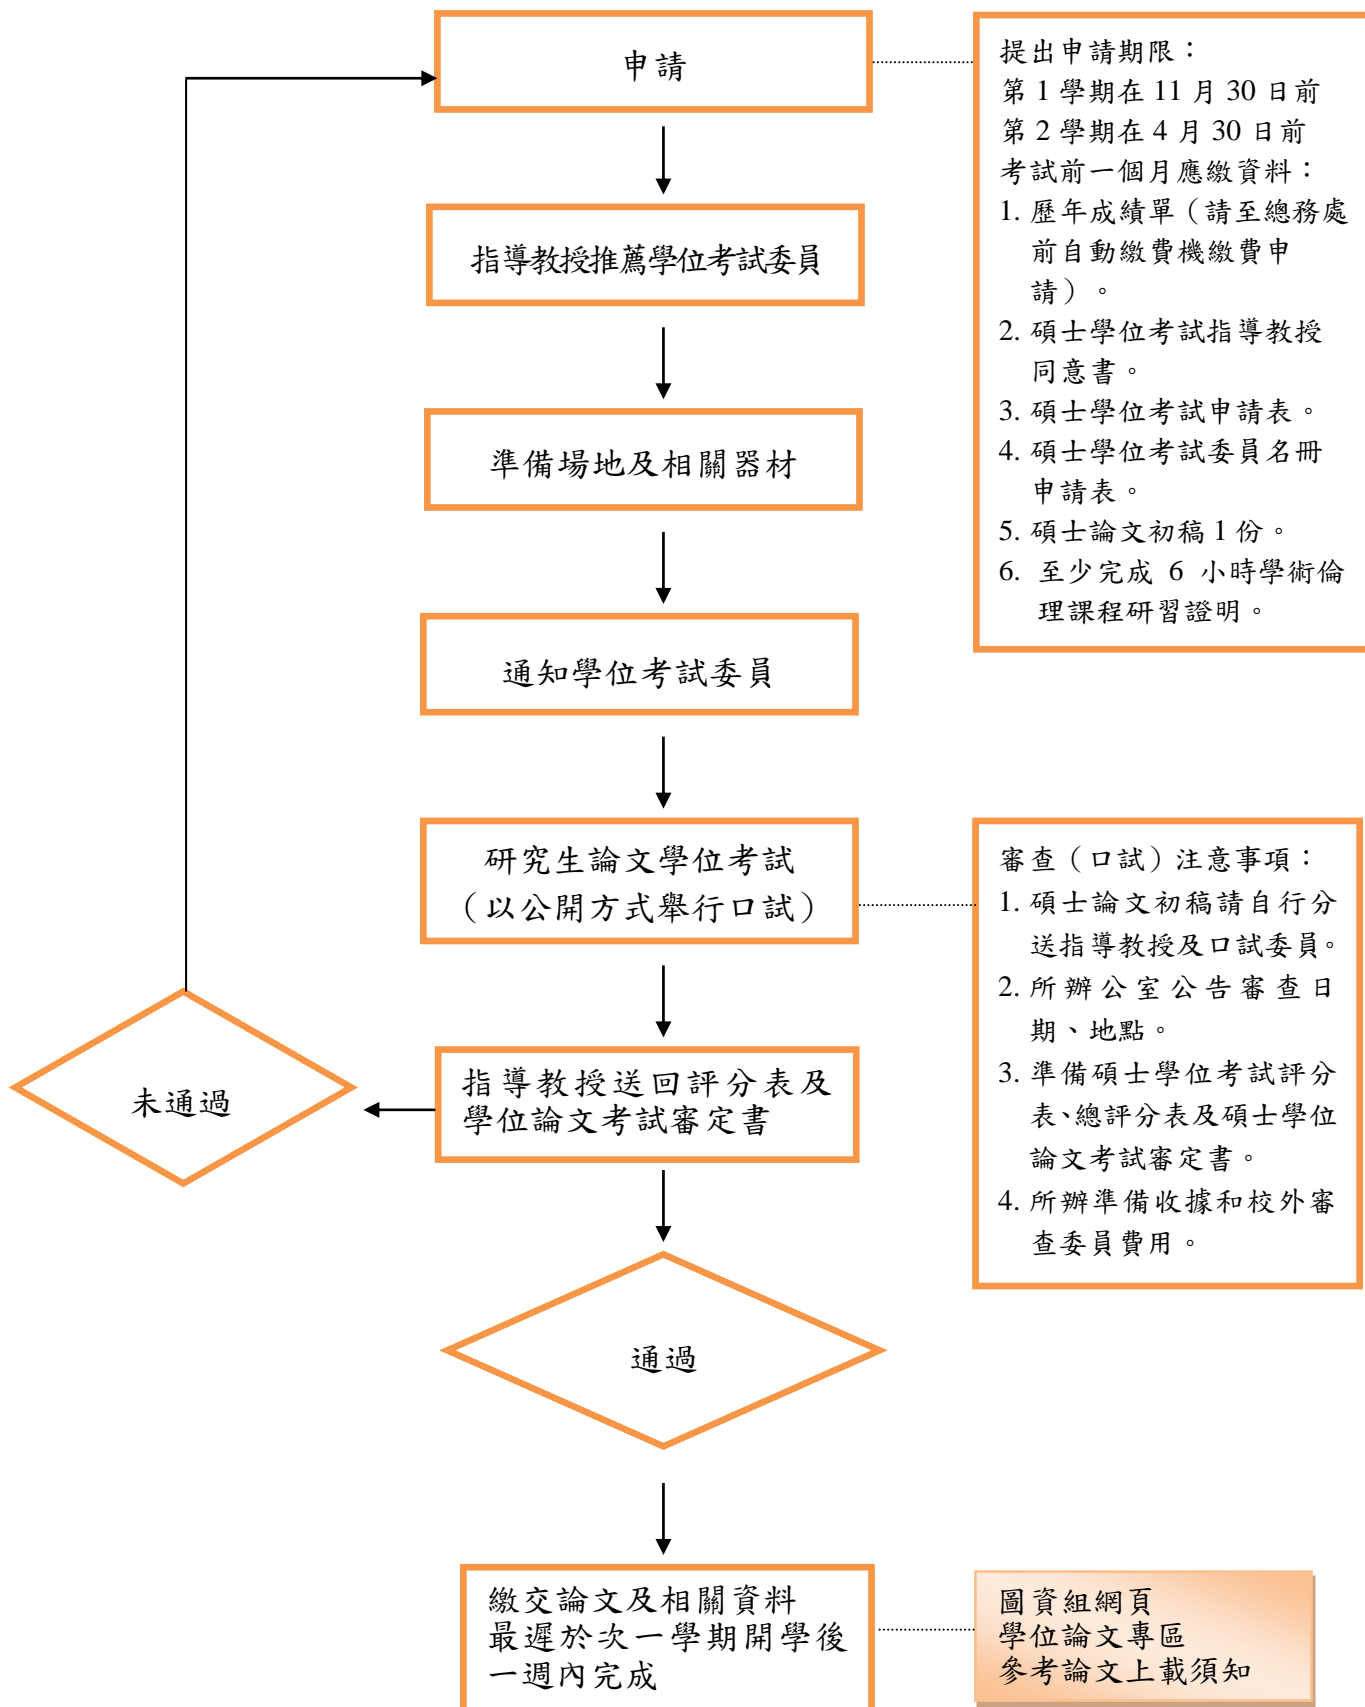 申請
提出申請期限：
第 1 學期在 11 月 30 日前
第 2 學期在 4 月 30 日前
考試前一個月應繳資料：
1. 歷年成績單（請至總務處
前自動繳費機繳費申
請）。
2. 碩士學位考試指導教授
同意書。
3. 碩士學位考試申請表。
4. 碩士學位考試委員名冊
申請表。
5. 碩士論文初稿 1 份。
6. 至少完成 6 小時學術倫
理課程研習證明。
指導教授推薦學位考試委員
準備場地及相關器材
通知學位考試委員
研究生論文學位考試
（以公開方式舉行口試）
審查（口試）注意事項：
1. 碩士論文初稿請自行分
送指導教授及口試委員。
2. 所辦公室公告審查日
期、地點。
3. 準備碩士學位考試評分
表、總評分表及碩士學位
論文考試審定書。
4. 所辦準備收據和校外審
查委員費用。
指導教授送回評分表及
學位論文考試審定書
未通過
通過
繳交論文及相關資料
最遲於次一學期開學後
一週內完成
圖資組網頁
學位論文專區
參考論文上載須知